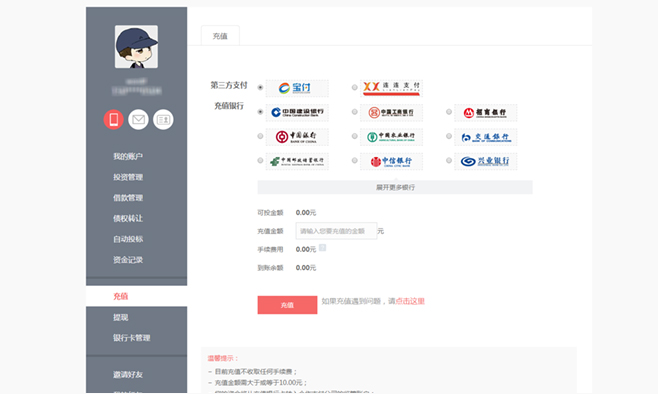 充值
第三方支付
宝付
连连支付
充值银行
中国建设银行
China Construction Bank
中国工商银行
招商银行
中国银行
BANK OF CHINA
中国农业银行
交通银行
BANK OF COMMUNICATIONS
中国邮政储蓄银行
中信银行
兴业银行
展开更多银行
可投金额 0.00元
充值金额 请输入您要充值的金额 元
手续费用 0.00元
到账余额 0.00元
充值 如果充值遇到问题，请点击这里
温馨提示：
– 目前充值不收取任何手续费；
– 充值金额需大于或等于10.00元；
我的账户
投资管理
借款管理
债权转让
自动投标
资金记录
充值
提现
银行卡管理
邀请好友